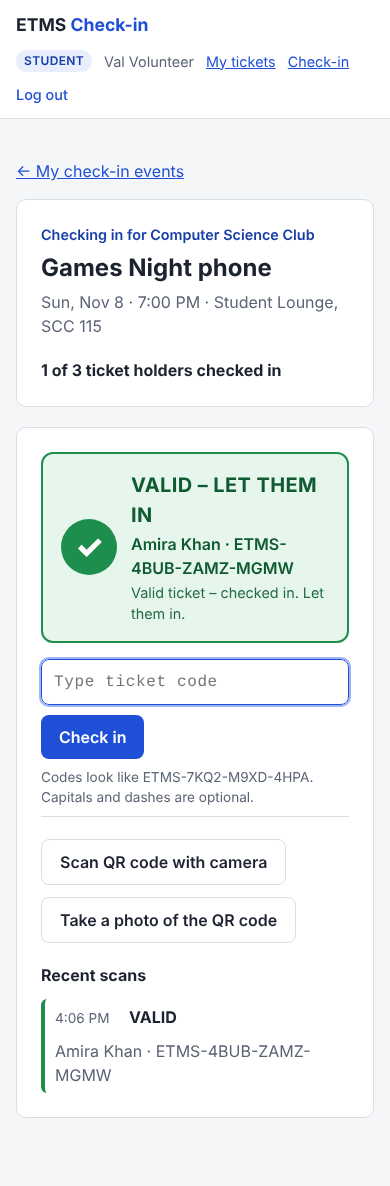 ETMS Check-in
STUDENT Val Volunteer My tickets Check-in
Log out
← My check-in events
Checking in for Computer Science Club
Games Night phone
Sun, Nov 8 · 7:00 PM · Student Lounge,
SCC 115
1 of 3 ticket holders checked in
VALID – LET THEM
IN
Amira Khan · ETMS-
4BUB-ZAMZ-MGMW
Valid ticket – checked in. Let
them in.
Type ticket code
Check in
Codes look like ETMS-7KQ2-M9XD-4HPA.
Capitals and dashes are optional.
Scan QR code with camera
Take a photo of the QR code
Recent scans
4:06 PM VALID
Amira Khan · ETMS-4BUB-ZAMZ-
MGMW